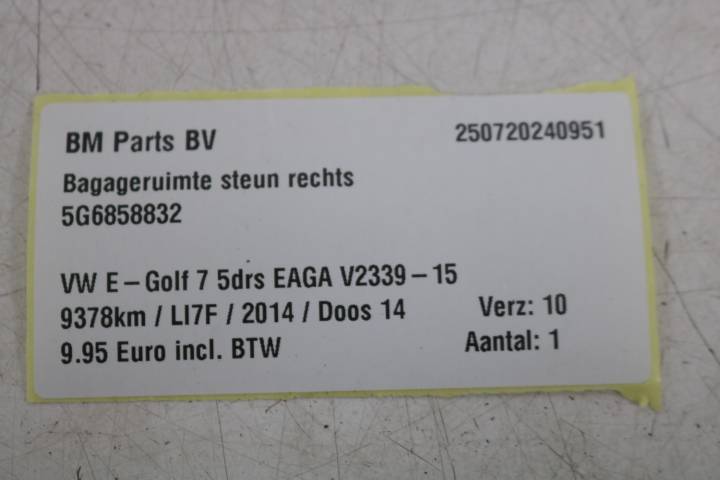 BM Parts BV 250720240951
Bagageruimte steun rechts
5G6858832
VW E-Golf 7 5drs EAGA V2339-15
9378km / LI7F / 2014 / Doos 14 Verz: 10
9.95 Euro incl. BTW Aantal: 1